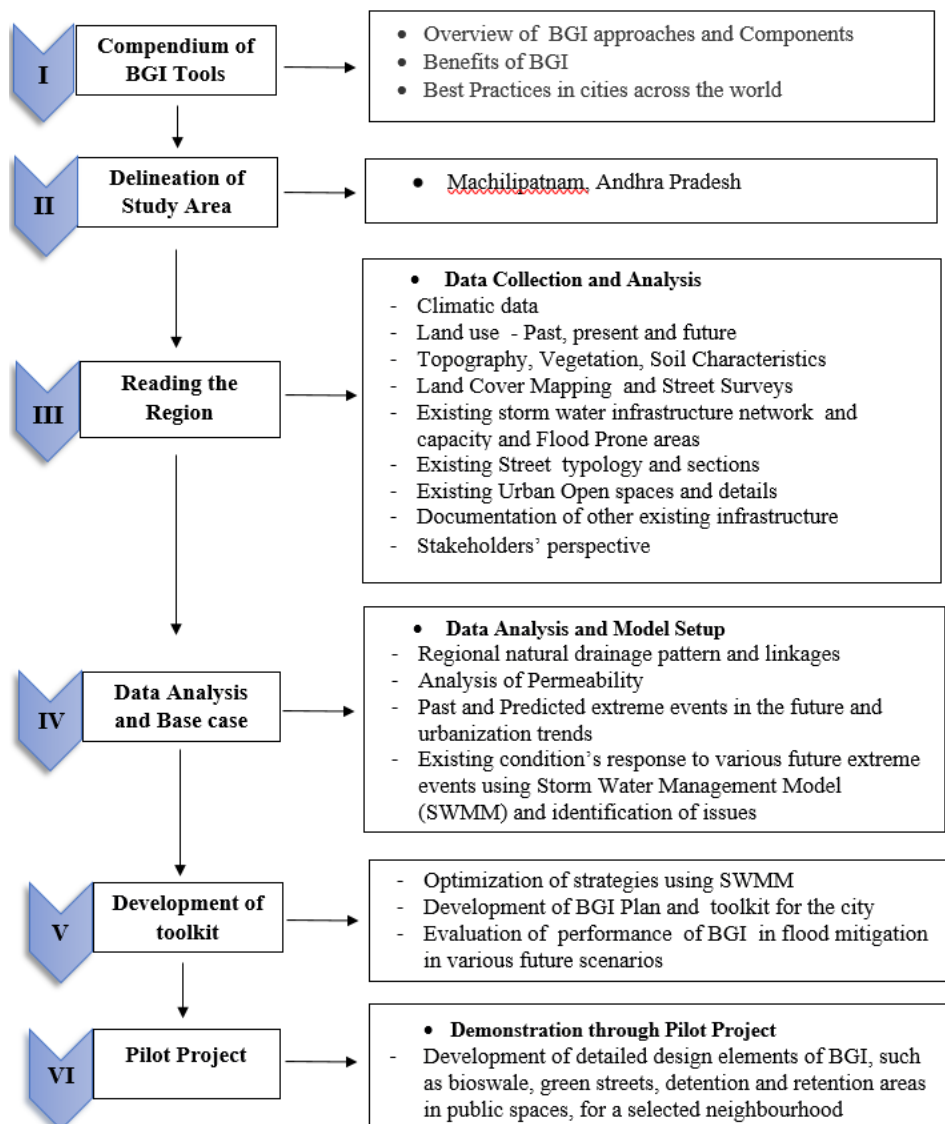 I
Compendium of
BGI Tools
• Overview of BGI approaches and Components
• Benefits of BGI
• Best Practices in cities across the world
II
Delineation of
Study Area
• Machilipatnam, Andhra Pradesh
III
Reading the
Region
• Data Collection and Analysis
- Climatic data
- Land use - Past, present and future
- Topography, Vegetation, Soil Characteristics
- Land Cover Mapping and Street Surveys
- Existing storm water infrastructure network and
capacity and Flood Prone areas
- Existing Street typology and sections
- Existing Urban Open spaces and details
- Documentation of other existing infrastructure
- Stakeholders’ perspective
IV
Data Analysis
and Base case
• Data Analysis and Model Setup
- Regional natural drainage pattern and linkages
- Analysis of Permeability
- Past and Predicted extreme events in the future and
urbanization trends
- Existing condition’s response to various future extreme
events using Storm Water Management Model
(SWMM) and identification of issues
V
Development of
toolkit
- Optimization of strategies using SWMM
- Development of BGI Plan and toolkit for the city
- Evaluation of performance of BGI in flood mitigation
in various future scenarios
VI
Pilot Project
• Demonstration through Pilot Project
- Development of detailed design elements of BGI, such
as bioswale, green streets, detention and retention areas
in public spaces, for a selected neighbourhood